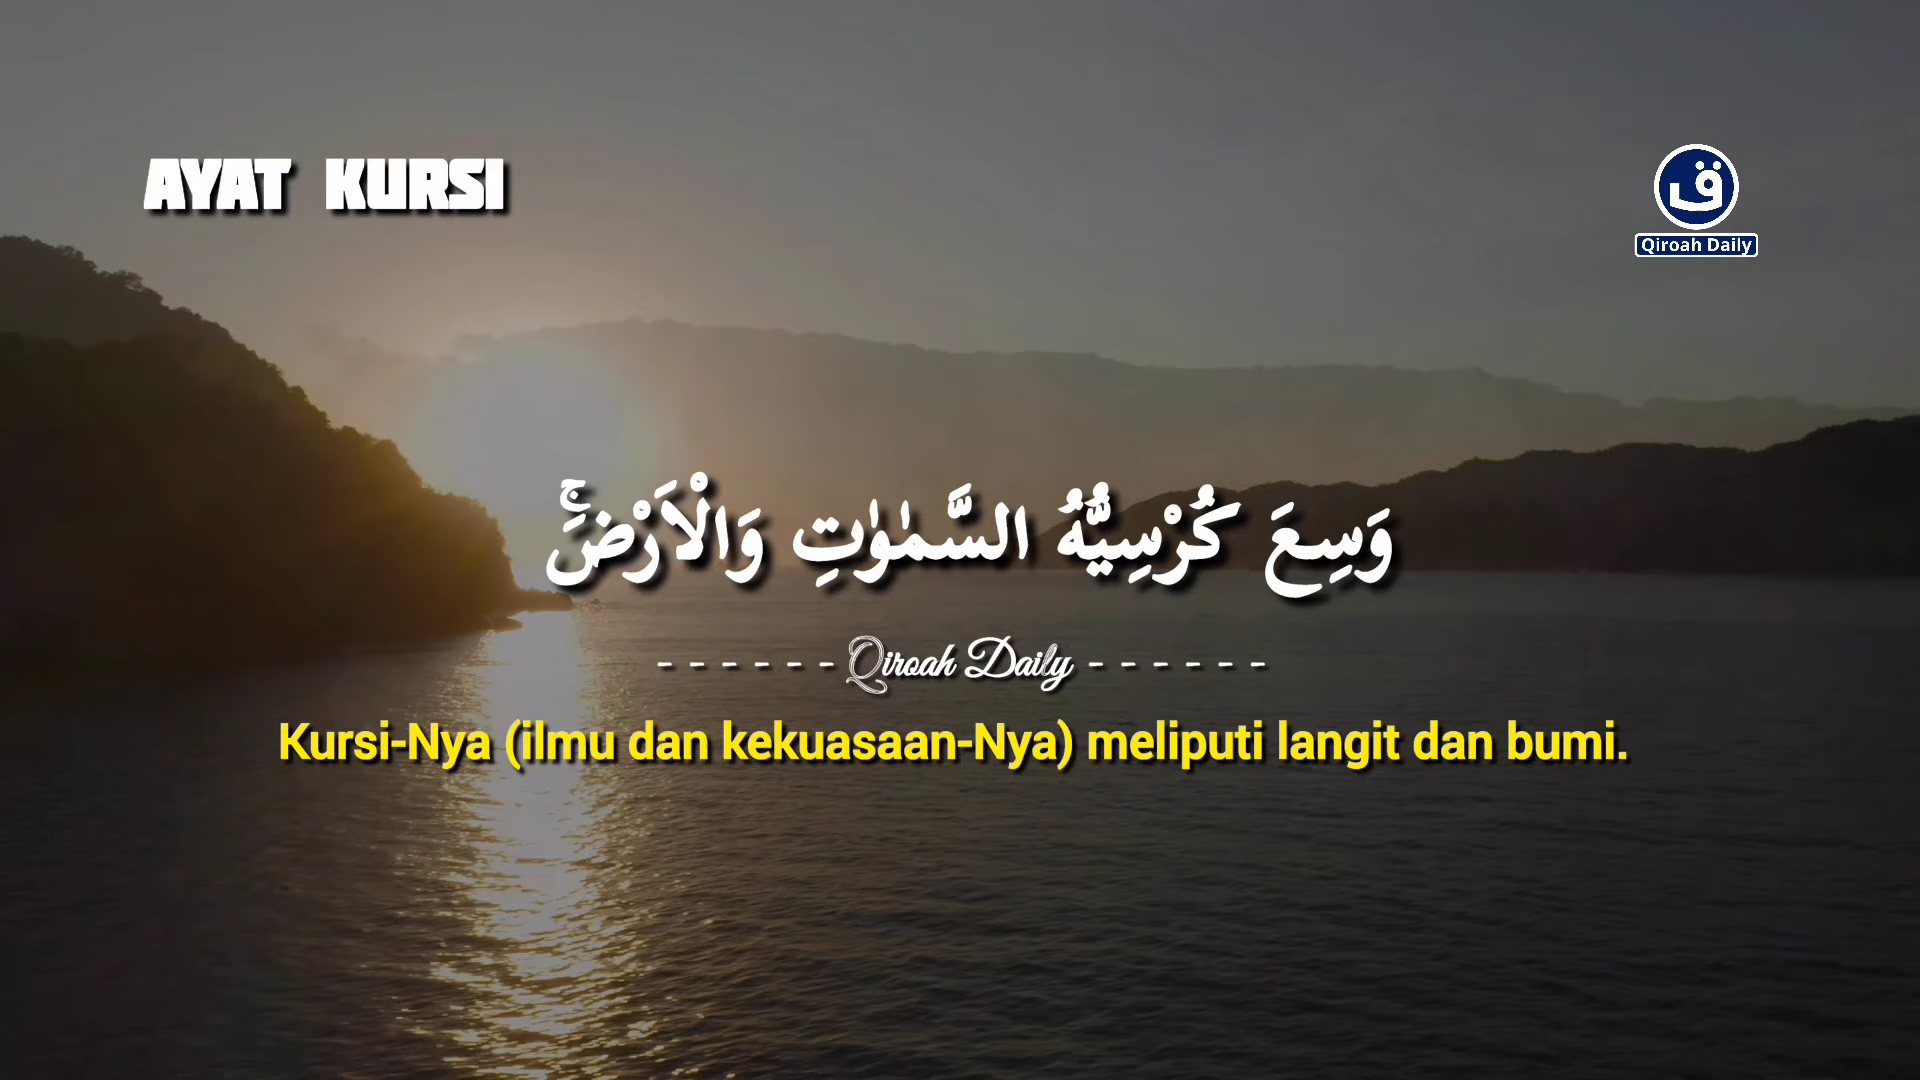 AYAT KURSI
ق
Qiroah Daily
وَسِعَ كُرْسِيُّهُ السَّمٰوٰتِ وَالْاَرْضَۚ
- - - - - - Qiroah Daily - - - - - -
Kursi-Nya (ilmu dan kekuasaan-Nya) meliputi langit dan bumi.